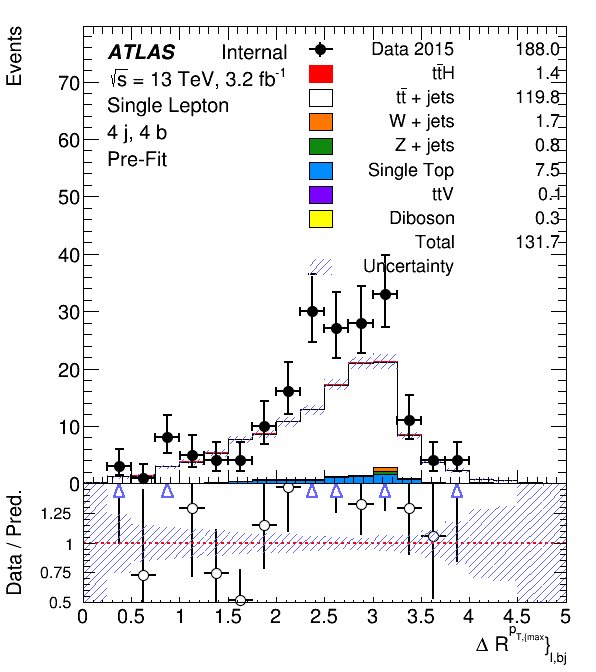 Events
ATLAS Internal
√s = 13 TeV, 3.2 fb⁻¹
Single Lepton
4 j, 4 b
Pre-Fit
Data 2015 188.0
tt̄H 1.4
tt̄ + jets 119.8
W + jets 1.7
Z + jets 0.8
Single Top 7.5
ttV 0.1
Diboson 0.3
Total 131.7
Uncertainty
70
60
50
40
30
20
10
0
Data / Pred.
1.25
1
0.75
0.5
0 0.5 1 1.5 2 2.5 3 3.5 4 4.5 5
Δ R^{p_{T,{max}}}_{l,bj}